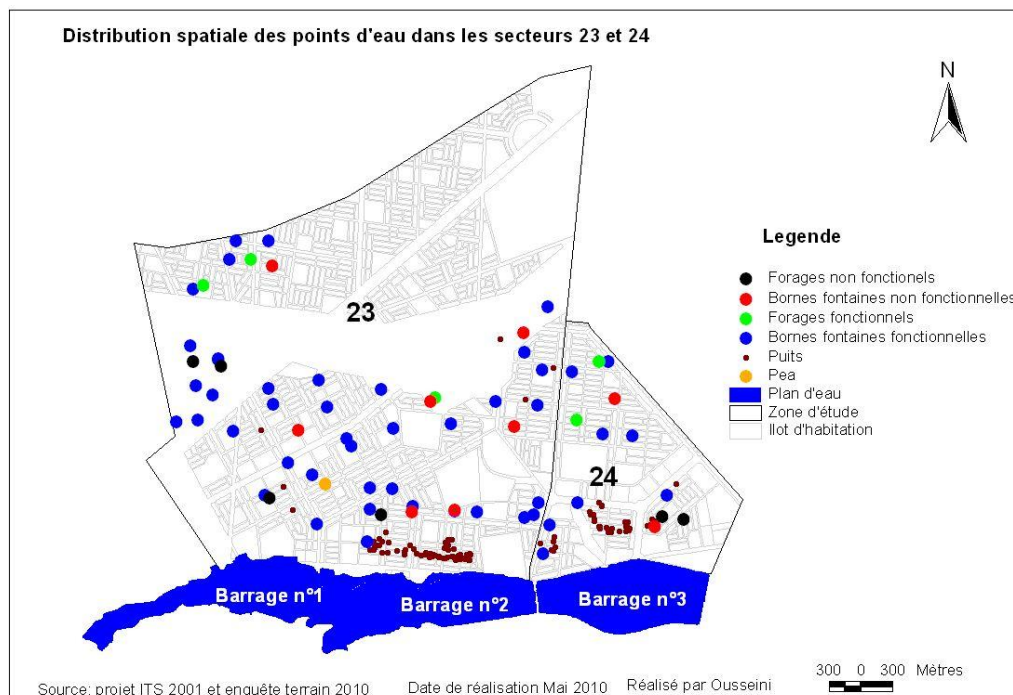 Distribution spatiale des points d'eau dans les secteurs 23 et 24
N
Legende
Forages non fonctionels
Bornes fontaines non fonctionnelles
Forages fonctionnels
Bornes fontaines fonctionnelles
Puits
Pea
Plan d'eau
Zone d'étude
Ilot d'habitation
23
24
Barrage n°1
Barrage n°2
Barrage n°3
300 0 300 Mètres
Source: projet ITS 2001 et enquête terrain 2010 Date de réalisation Mai 2010 Réalisé par Ousseini